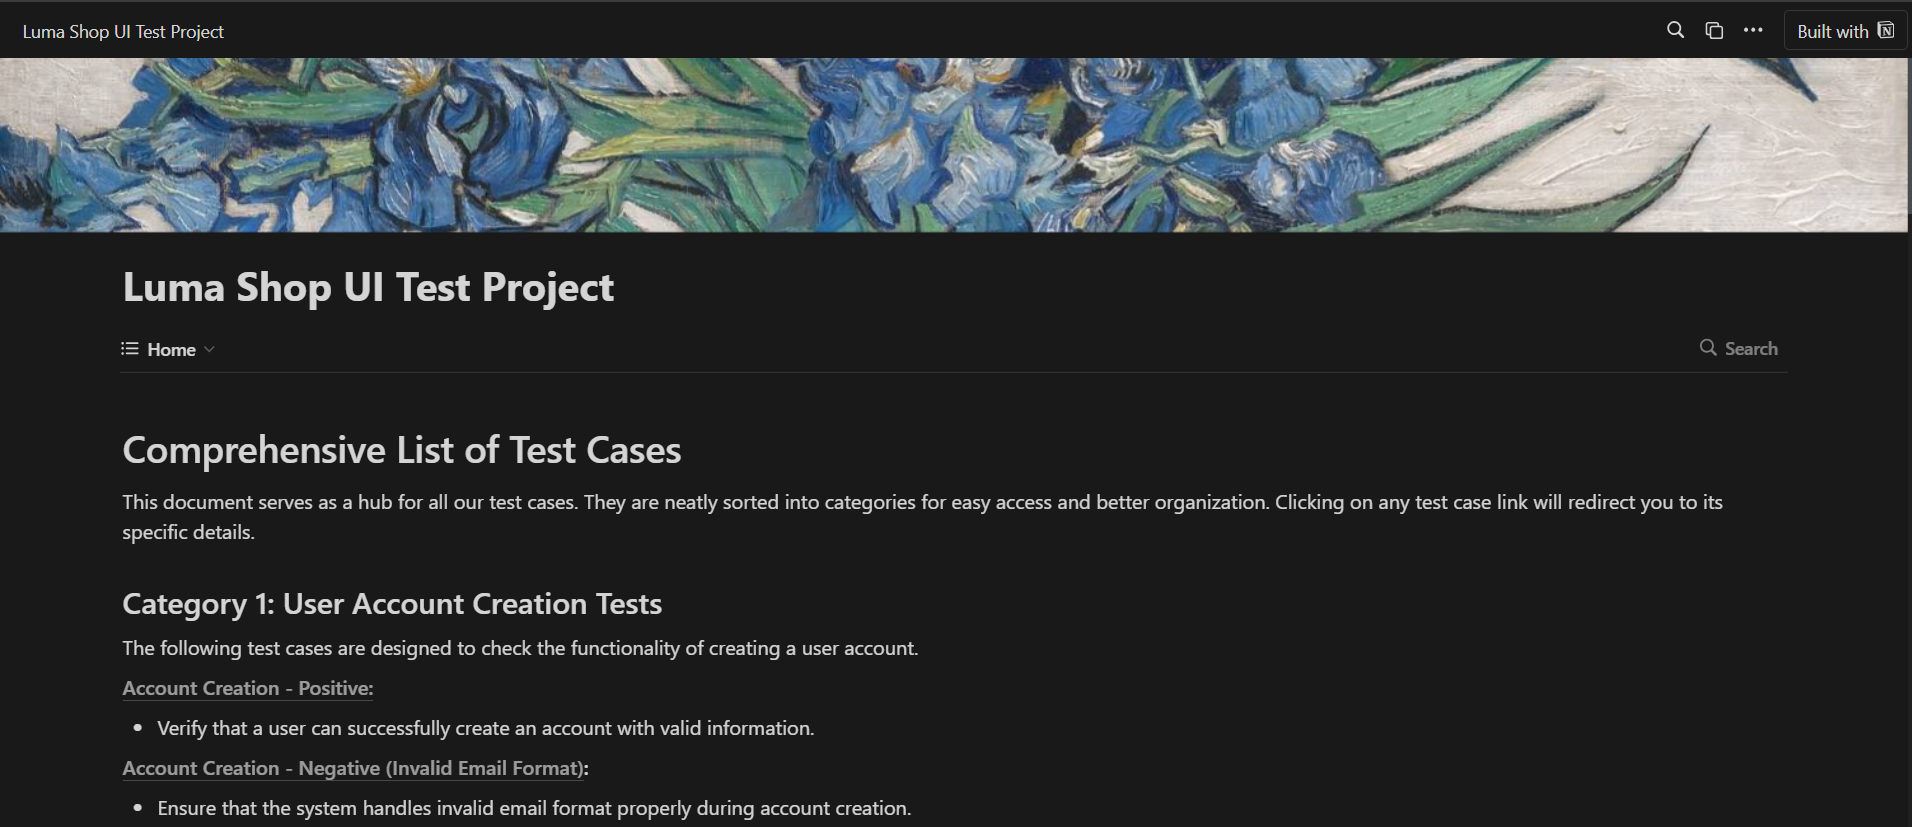 Luma Shop UI Test Project
Built with
Luma Shop UI Test Project
Home
Search
Comprehensive List of Test Cases
This document serves as a hub for all our test cases. They are neatly sorted into categories for easy access and better organization. Clicking on any test case link will redirect you to its
specific details.
Category 1: User Account Creation Tests
The following test cases are designed to check the functionality of creating a user account.
Account Creation - Positive:
• Verify that a user can successfully create an account with valid information.
Account Creation - Negative (Invalid Email Format):
• Ensure that the system handles invalid email format properly during account creation.